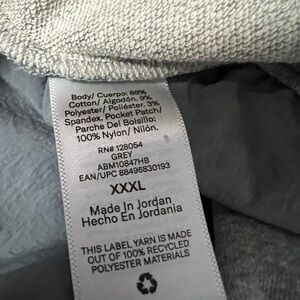 Body/ Cuerpo: 88%
Cotton/ Algodón. 9%
Polyester/ Poliéster. 3%
Spandex. Pocket Patch/
Parche Del Bolsillo:
100% Nylon/ Nilón.
RN# 128054
GREY
ABM10847HB
EAN/UPC 88496830193
XXXL
Made In Jordan
Hecho En Jordania
THIS LABEL YARN IS MADE
OUT OF 100% RECYCLED
POLYESTER MATERIALS